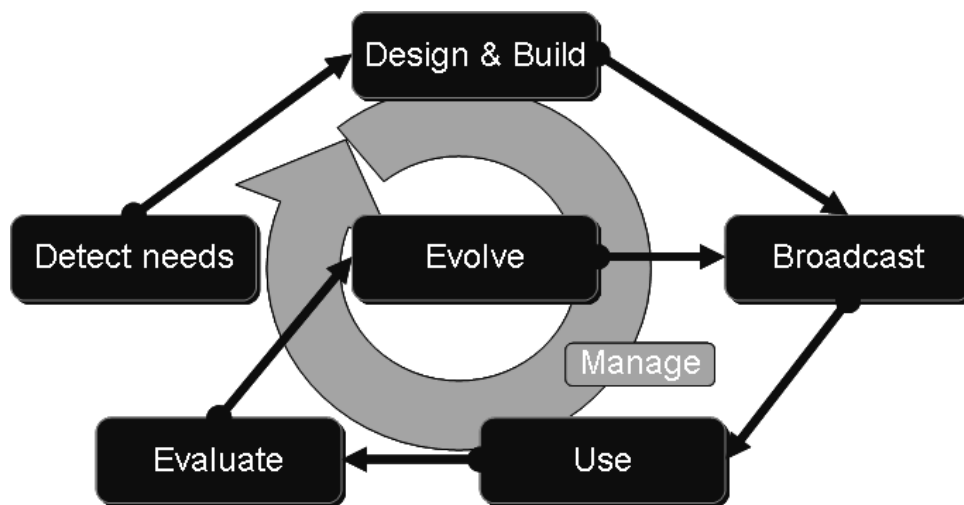 Design & Build
Detect needs
Evolve
Broadcast
Manage
Evaluate
Use